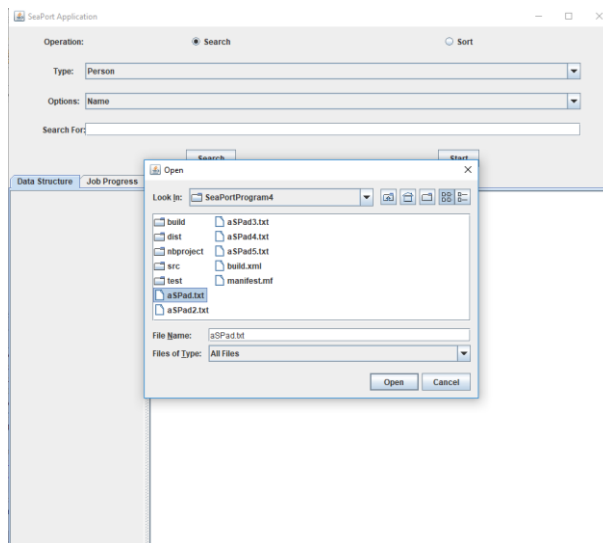 SeaPort Application
Operation: Search Sort
Type: Person
Options: Name
Search For:
Search Start
Data Structure Job Progress
Open
Look In: SeaPortProgram4
build aSPad3.txt
dist aSPad4.txt
nbproject aSPad5.txt
src build.xml
test manifest.mf
aSPad.txt
aSPad2.txt
File Name: aSPad.txt
Files of Type: All Files
Open Cancel